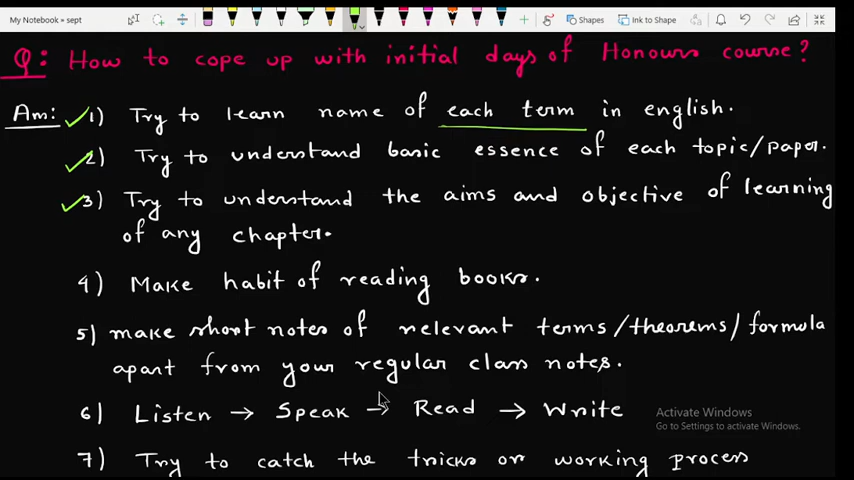 My Notebook » sept
Shapes
Ink to Shape
Q: How to cope up with initial days of Honours course?
Ans: 1) Try to learn name of each term in english.
2) Try to understand basic essence of each topic/paper.
3) Try to understand the aims and objective of learning
of any chapter.
4) Make habit of reading books.
5) make short notes of relevant terms/theorems/formula
apart from your regular class notes.
6) Listen → Speak → Read → Write
Activate Windows
Go to Settings to activate Windows.
7) Try to catch the tricks or working process